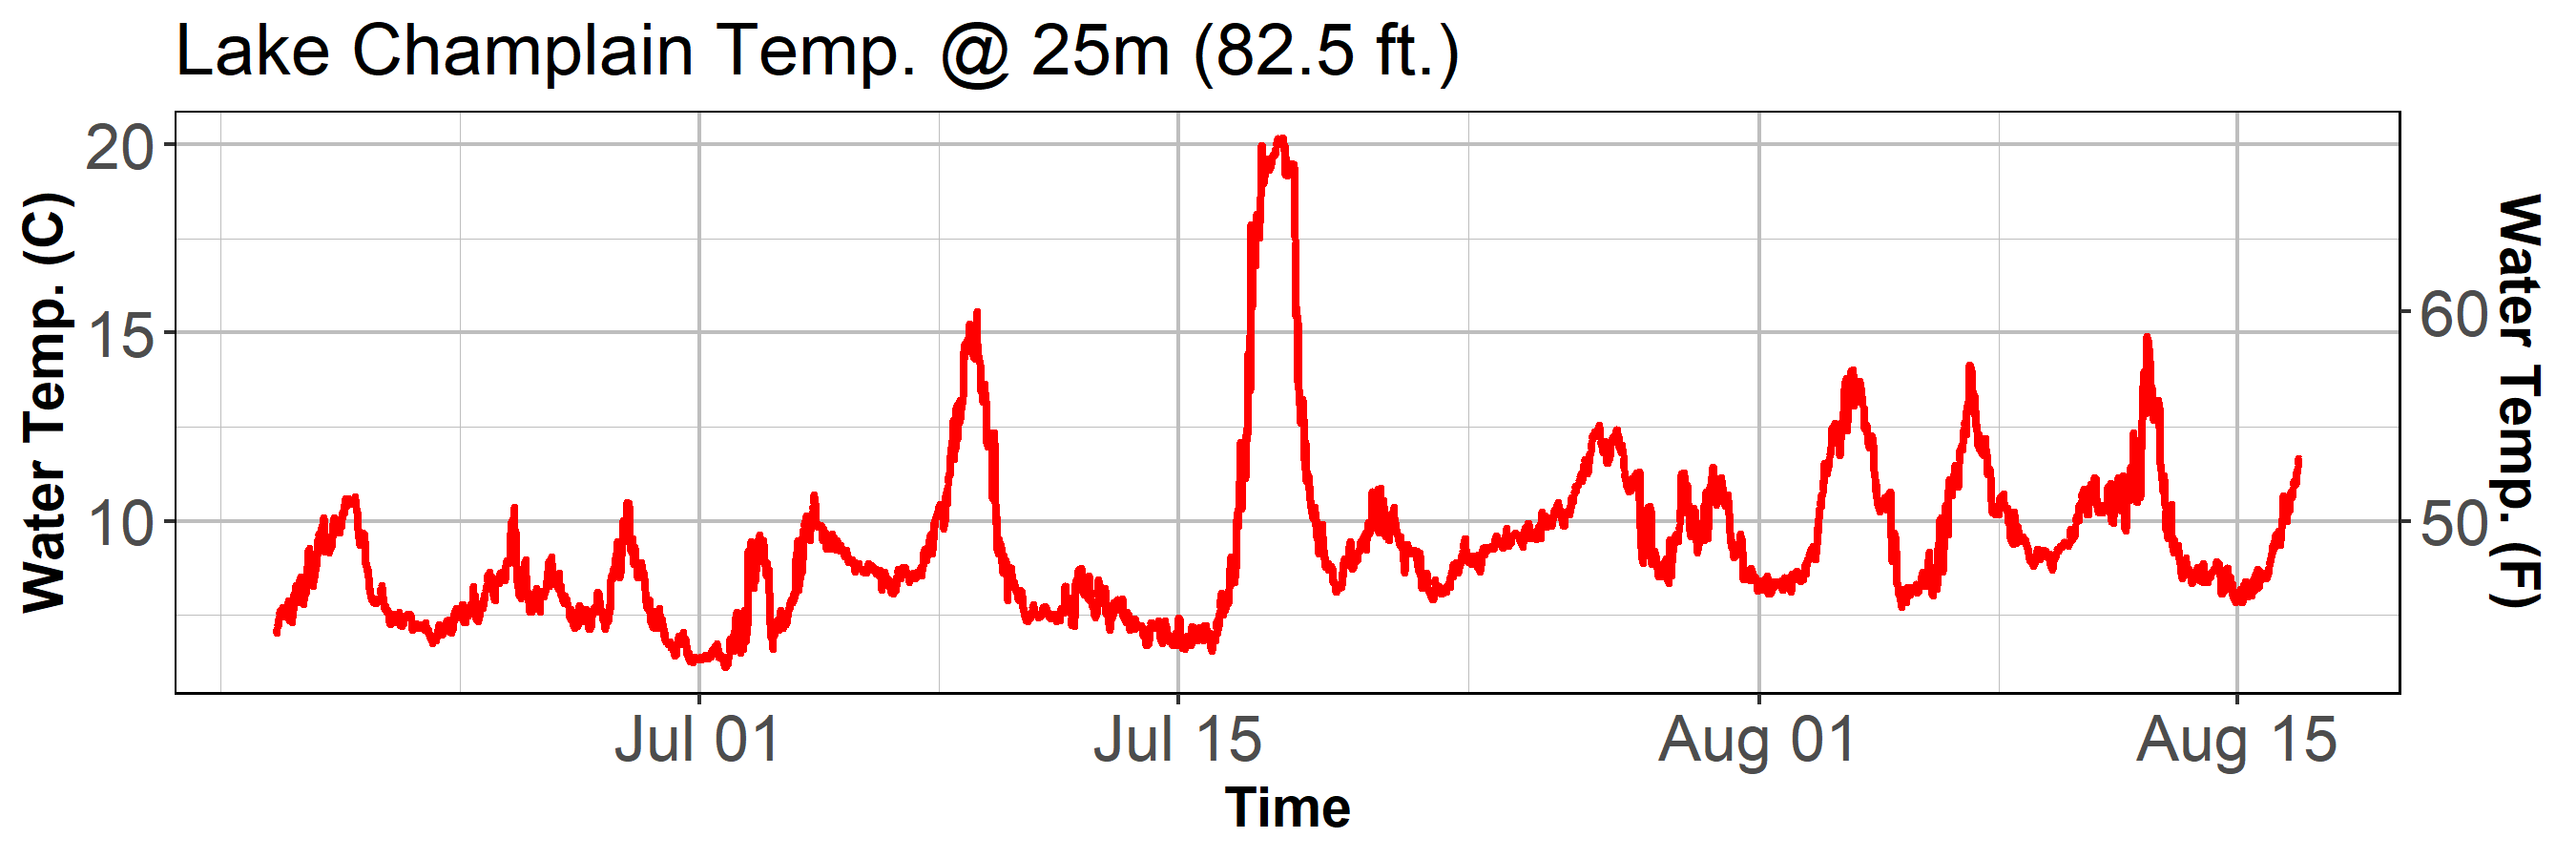 Lake Champlain Temp. @ 25m (82.5 ft.)
Water Temp. (C)
20
15
10
60
50
Water Temp. (F)
Jul 01
Jul 15
Aug 01
Aug 15
Time